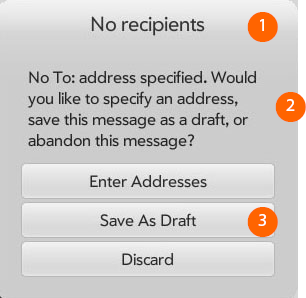 No recipients 1
No To: address specified. Would
you like to specify an address, 2
save this message as a draft, or
abandon this message?
Enter Addresses
Save As Draft 3
Discard